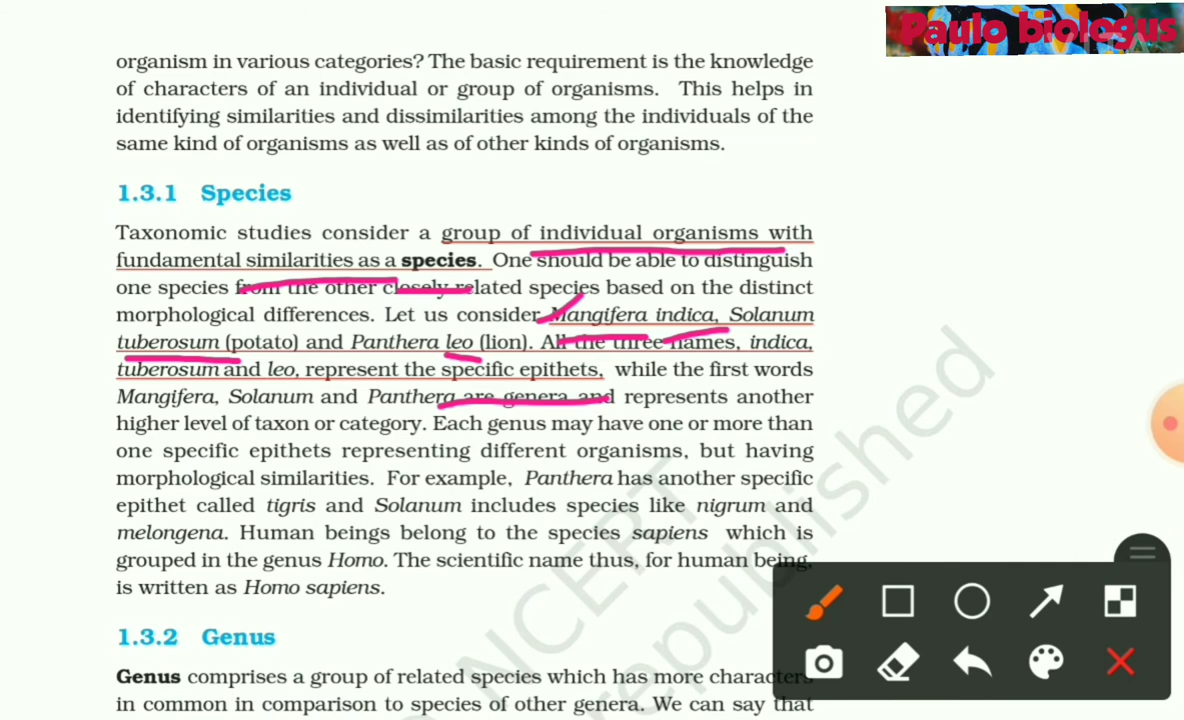 Paulo biologus
organism in various categories? The basic requirement is the knowledge
of characters of an individual or group of organisms. This helps in
identifying similarities and dissimilarities among the individuals of the
same kind of organisms as well as of other kinds of organisms.
1.3.1 Species
Taxonomic studies consider a group of individual organisms with
fundamental similarities as a species. One should be able to distinguish
one species from the other closely related species based on the distinct
morphological differences. Let us consider Mangifera indica, Solanum
tuberosum (potato) and Panthera leo (lion). All the three names, indica,
tuberosum and leo, represent the specific epithets, while the first words
Mangifera, Solanum and Panthera are genera and represents another
higher level of taxon or category. Each genus may have one or more than
one specific epithets representing different organisms, but having
morphological similarities. For example, Panthera has another specific
epithet called tigris and Solanum includes species like nigrum and
melongena. Human beings belong to the species sapiens which is
grouped in the genus Homo. The scientific name thus, for human being,
is written as Homo sapiens.
1.3.2 Genus
Genus comprises a group of related species which has more characters
in common in comparison to species of other genera. We can say that
NCERT
republished